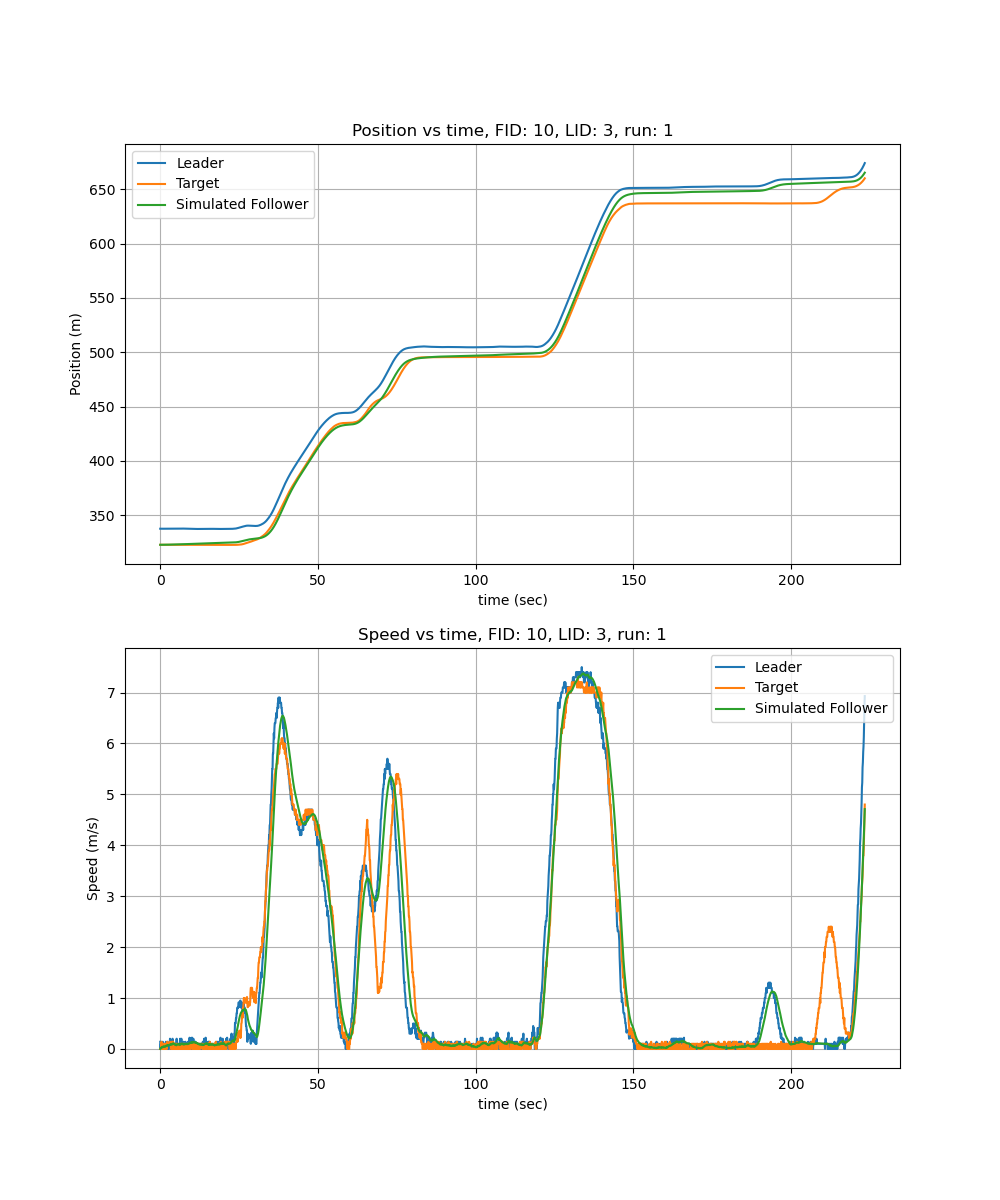 Position vs time, FID: 10, LID: 3, run: 1
Leader
Target
Simulated Follower
Position (m)
650
600
550
500
450
400
350
0 50 100 150 200
time (sec)
Speed vs time, FID: 10, LID: 3, run: 1
Leader
Target
Simulated Follower
Speed (m/s)
7
6
5
4
3
2
1
0
0 50 100 150 200
time (sec)